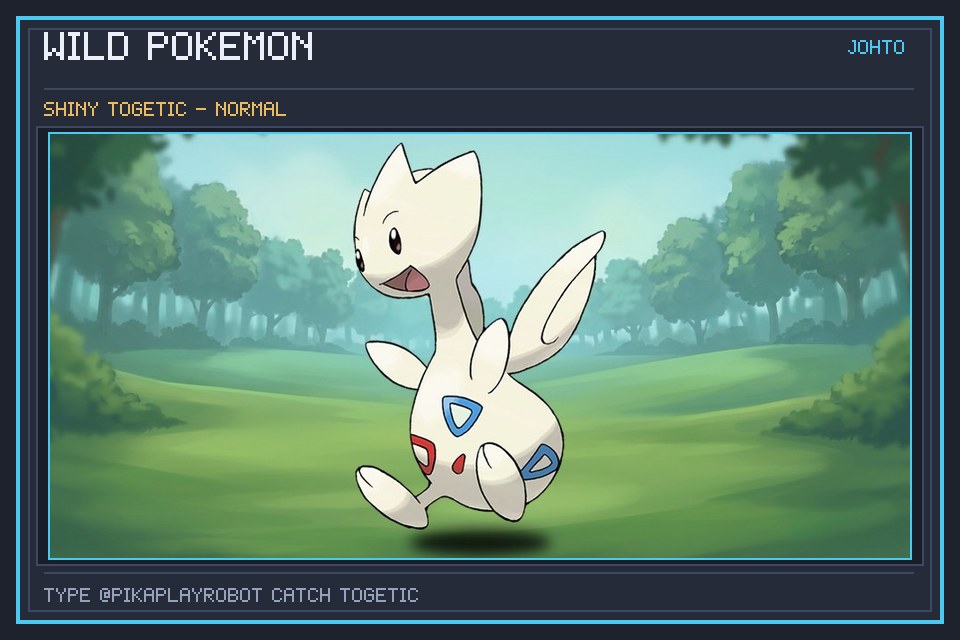 WILD POKEMON
JOHTO
SHINY TOGETIC - NORMAL
TYPE @PIKAPLAYROBOT CATCH TOGETIC